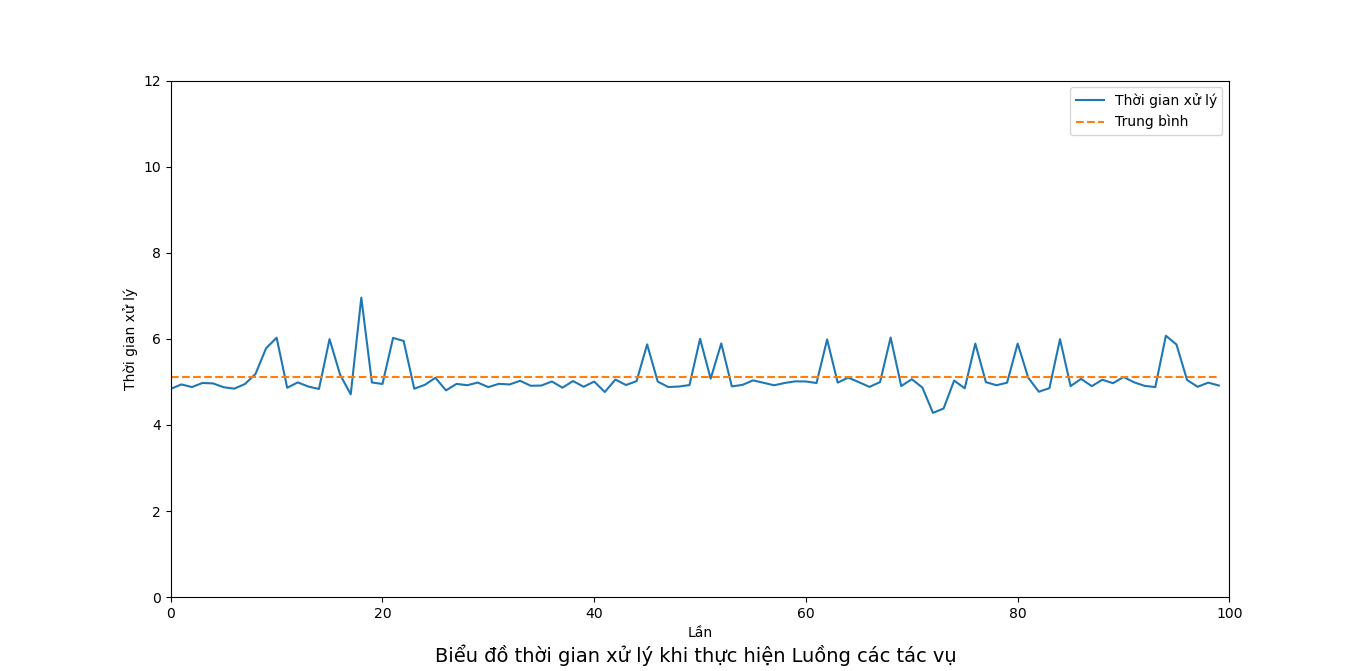 12
10
8
6
4
2
0
Thời gian xử lý
Thời gian xử lý
Trung bình
0 20 40 60 80 100
Lần
Biểu đồ thời gian xử lý khi thực hiện Luồng các tác vụ